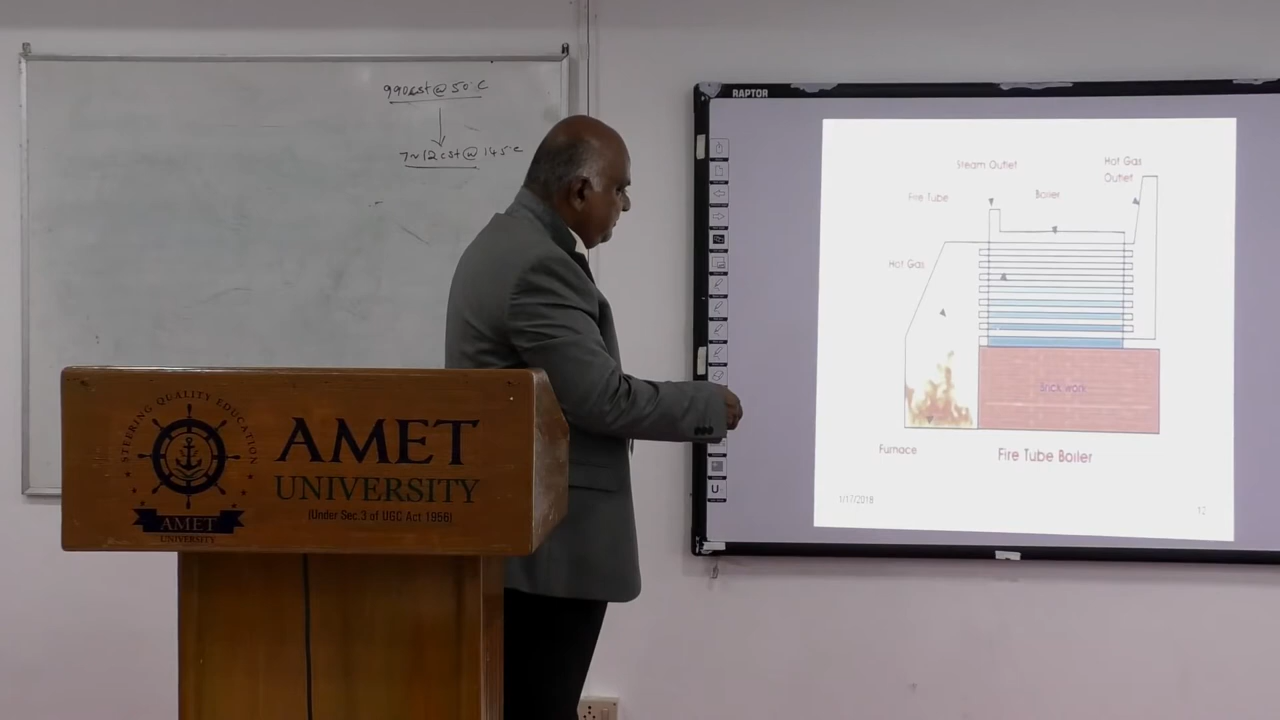 990cst@50°C
7~12cst@145°C
STEERING QUALITY EDUCATION
AMET
UNIVERSITY
AMET
UNIVERSITY
(Under Sec.3 of UGC Act 1956)
RAPTOR
Steam Outlet
Hot Gas
Outlet
Fire Tube
Boiler
Hot Gas
Brick work
Furnace
Fire Tube Boiler
1/17/2018
12
U